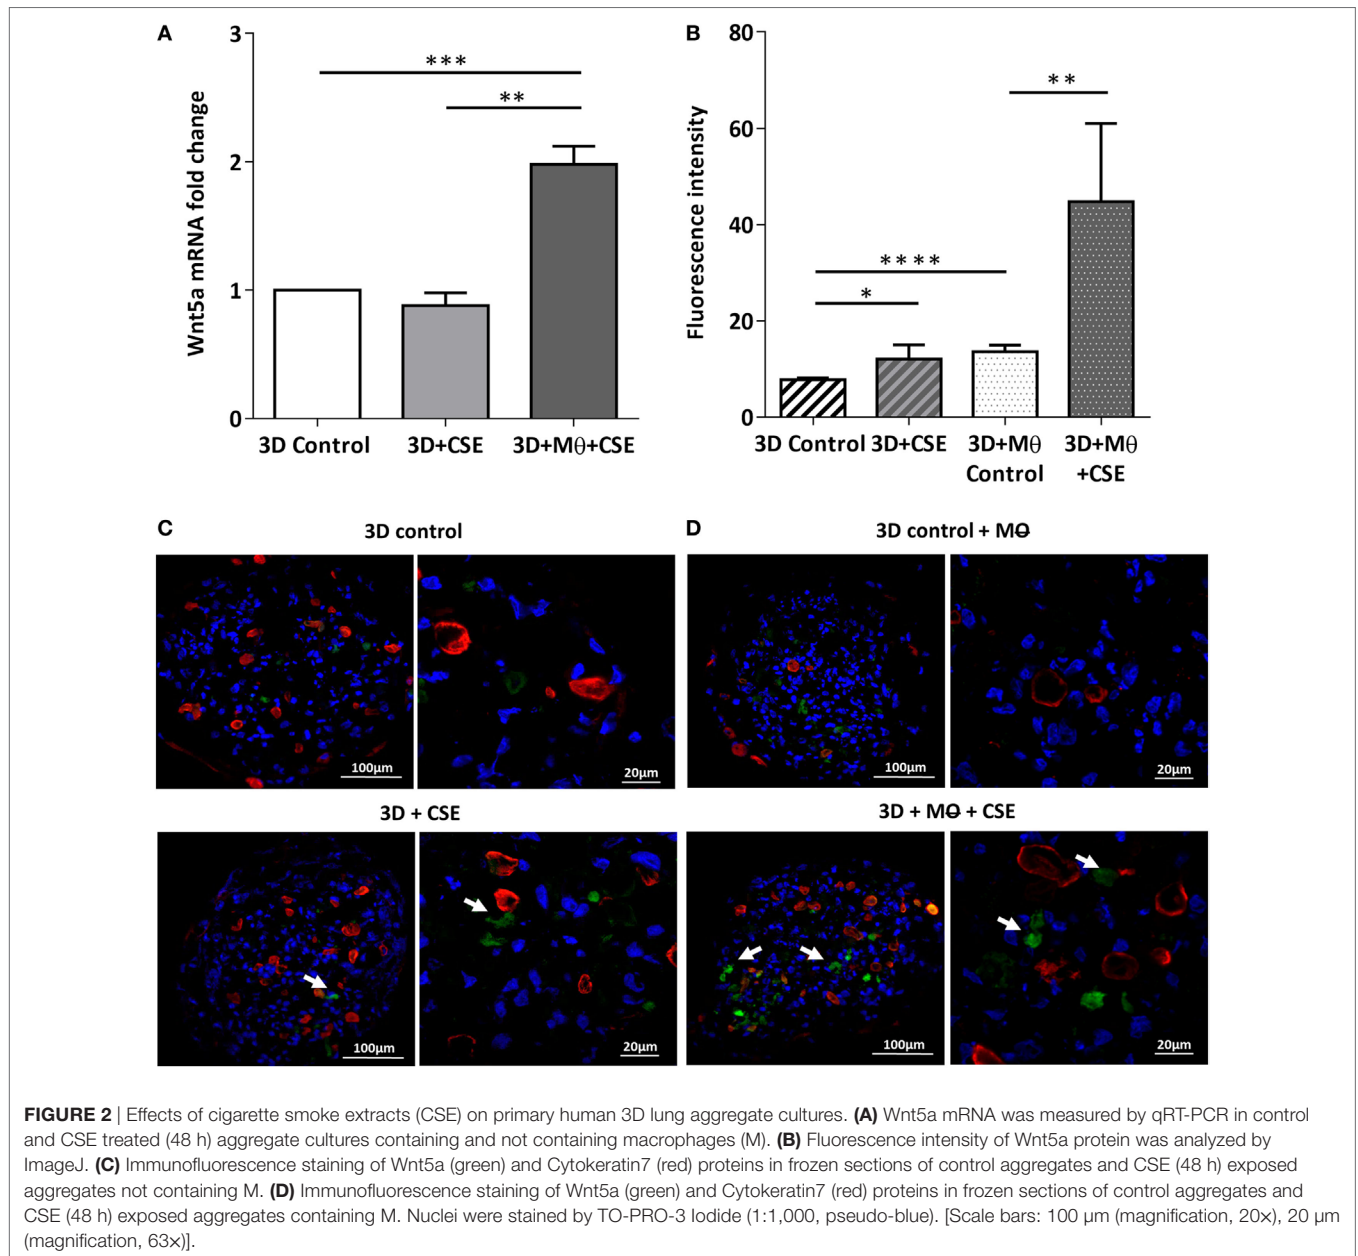 A
3
2
1
0
Wnt5a mRNA fold change
***
**
3D Control
3D+CSE
3D+Mθ+CSE
B
80
60
40
20
0
Fluorescence intensity
**
****
*
3D Control
3D+CSE
3D+Mθ
Control
3D+Mθ
+CSE
C
3D control
100µm
20µm
3D + CSE
100µm
20µm
D
3D control + MꝊ
100µm
20µm
3D + MꝊ + CSE
100µm
20µm
FIGURE 2 | Effects of cigarette smoke extracts (CSE) on primary human 3D lung aggregate cultures. (A) Wnt5a mRNA was measured by qRT-PCR in control
and CSE treated (48 h) aggregate cultures containing and not containing macrophages (M). (B) Fluorescence intensity of Wnt5a protein was analyzed by
ImageJ. (C) Immunofluorescence staining of Wnt5a (green) and Cytokeratin7 (red) proteins in frozen sections of control aggregates and CSE (48 h) exposed
aggregates not containing M. (D) Immunofluorescence staining of Wnt5a (green) and Cytokeratin7 (red) proteins in frozen sections of control aggregates and
CSE (48 h) exposed aggregates containing M. Nuclei were stained by TO-PRO-3 Iodide (1:1,000, pseudo-blue). [Scale bars: 100 µm (magnification, 20×), 20 µm
(magnification, 63×)].